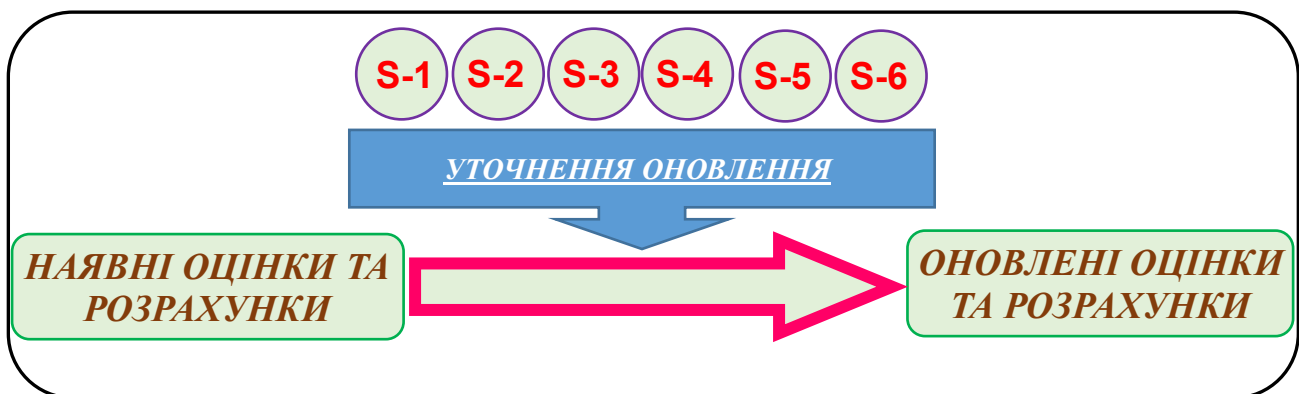 S-1 S-2 S-3 S-4 S-5 S-6
УТОЧНЕННЯ ОНОВЛЕННЯ
НАЯВНІ ОЦІНКИ ТА
РОЗРАХУНКИ
ОНОВЛЕНІ ОЦІНКИ
ТА РОЗРАХУНКИ